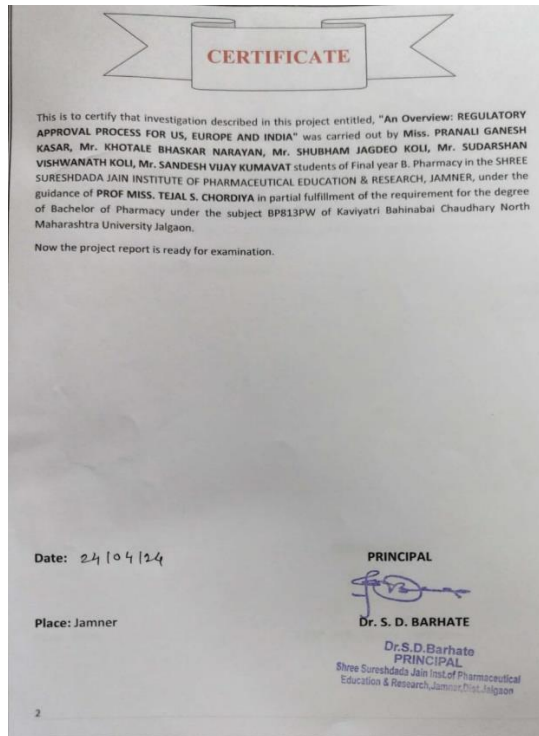 CERTIFICATE
This is to certify that investigation described in this project entitled, "An Overview: REGULATORY
APPROVAL PROCESS FOR US, EUROPE AND INDIA" was carried out by Miss. PRANALI GANESH
KASAR, Mr. KHOTALE BHASKAR NARAYAN, Mr. SHUBHAM JAGDEO KOLI, Mr. SUDARSHAN
VISHWANATH KOLI, Mr. SANDESH VIJAY KUMAVAT students of Final year B. Pharmacy in the SHREE
SURESHDADA JAIN INSTITUTE OF PHARMACEUTICAL EDUCATION & RESEARCH, JAMNER, under the
guidance of PROF MISS. TEJAL S. CHORDIYA in partial fulfillment of the requirement for the degree
of Bachelor of Pharmacy under the subject BP813PW of Kaviyatri Bahinabai Chaudhary North
Maharashtra University Jalgaon.
Now the project report is ready for examination.
Date: 24/04/24
PRINCIPAL
Place: Jamner
Dr. S. D. BARHATE
Dr.S.D.Barhate
PRINCIPAL
Shree Sureshdada Jain Inst.of Pharmaceutical
Education & Research,Jamner,Dist.Jalgaon
2